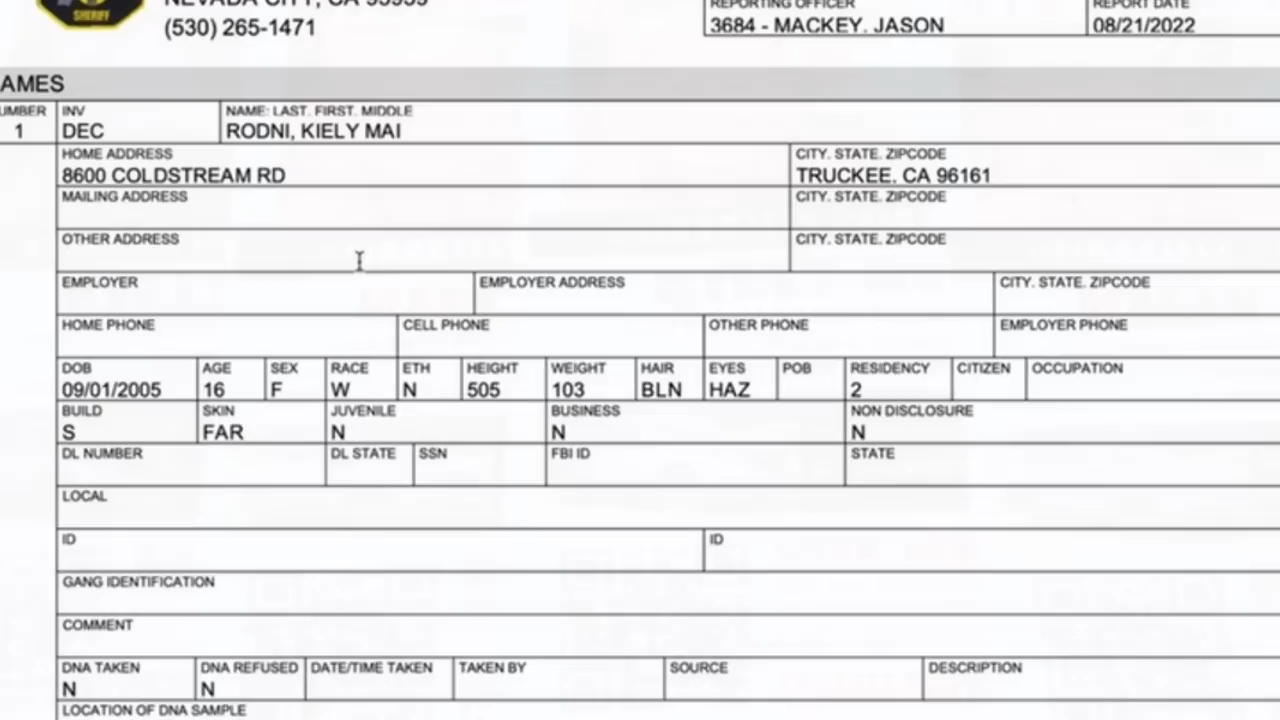 SHERIFF
NEVADA CITY, CA 95959
(530) 265-1471
REPORTING OFFICER
3684 - MACKEY, JASON
REPORT DATE
08/21/2022
AMES
UMBER
1
INV
DEC
NAME: LAST. FIRST. MIDDLE
RODNI, KIELY MAI
HOME ADDRESS
8600 COLDSTREAM RD
CITY. STATE. ZIPCODE
TRUCKEE. CA 96161
MAILING ADDRESS
CITY. STATE. ZIPCODE
OTHER ADDRESS
CITY. STATE. ZIPCODE
EMPLOYER
EMPLOYER ADDRESS
CITY. STATE. ZIPCODE
HOME PHONE
CELL PHONE
OTHER PHONE
EMPLOYER PHONE
DOB
09/01/2005
AGE
16
SEX
F
RACE
W
ETH
N
HEIGHT
505
WEIGHT
103
HAIR
BLN
EYES
HAZ
POB
RESIDENCY
2
CITIZEN
OCCUPATION
BUILD
S
SKIN
FAR
JUVENILE
N
BUSINESS
N
NON DISCLOSURE
N
DL NUMBER
DL STATE
SSN
FBI ID
STATE
LOCAL
ID
ID
GANG IDENTIFICATION
COMMENT
DNA TAKEN
N
DNA REFUSED
N
DATE/TIME TAKEN
TAKEN BY
SOURCE
DESCRIPTION
LOCATION OF DNA SAMPLE